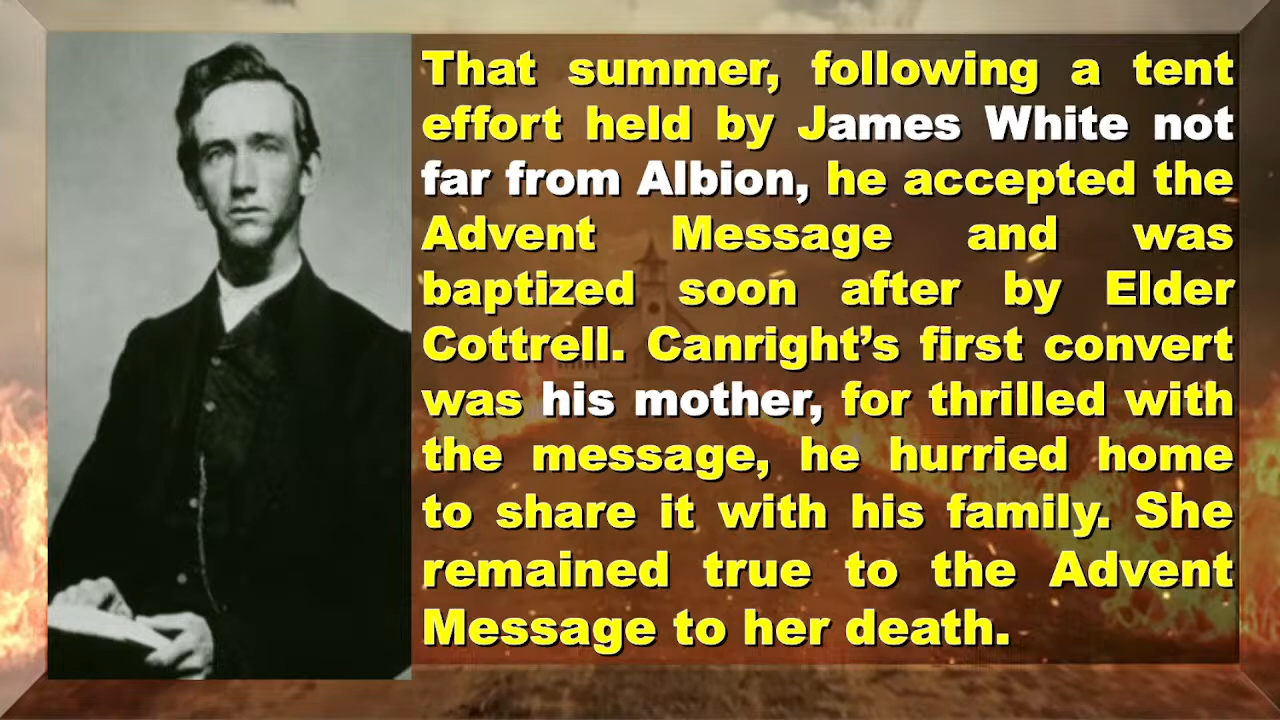 That summer, following a tent
effort held by James White not
far from Albion, he accepted the
Advent Message and was
baptized soon after by Elder
Cottrell. Canright’s first convert
was his mother, for thrilled with
the message, he hurried home
to share it with his family. She
remained true to the Advent
Message to her death.